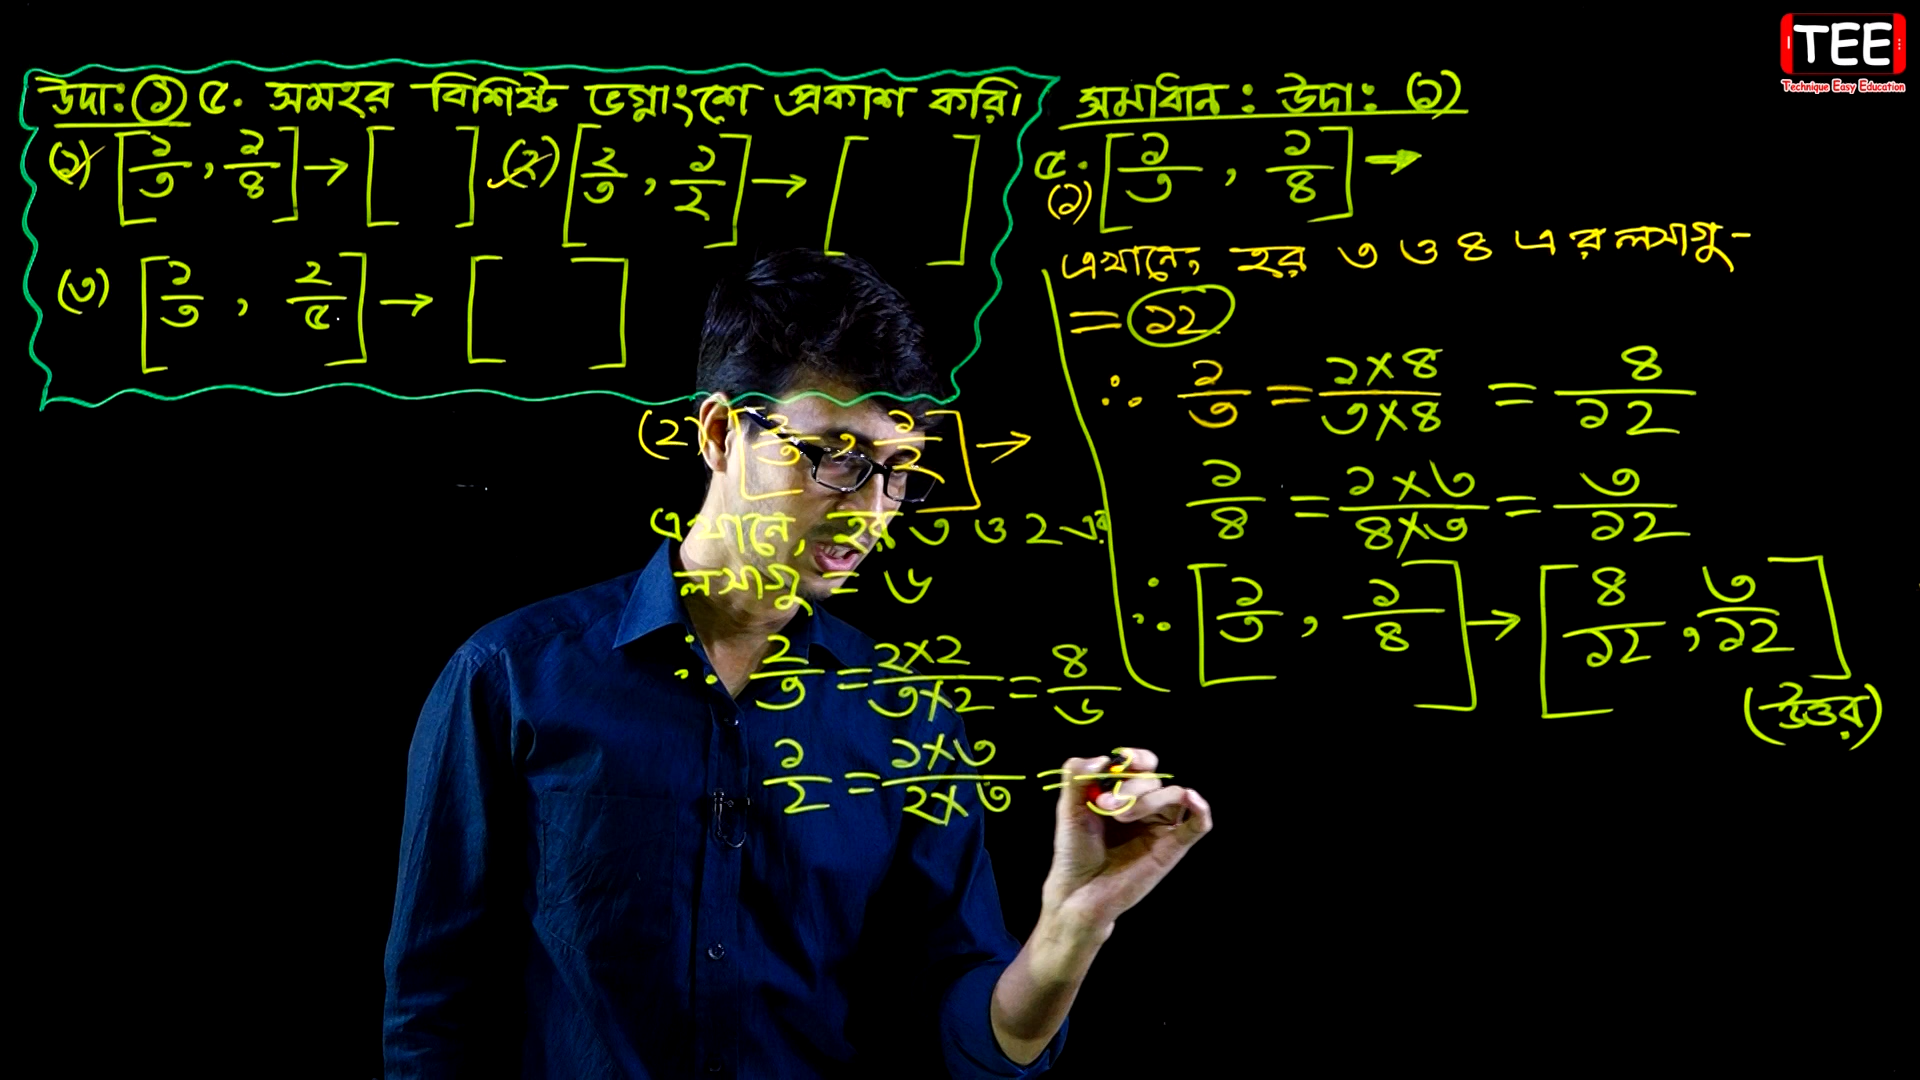 উদা: (১) ৫. সমহর বিশিষ্ট ভগ্নাংশে প্রকাশ করি।
(১) [১/৩, ১/৪] → [ ] (২) [২/৩, ১/২] → [ ]
(৩) [১/৩, ২/৫] → [ ]
(2) [২/৩, ১/২] →
এখানে, হর ৩ ও ২ এর
লসাগু = ৬
∴ ২/৩ = ২×২/৩×২ = ৪/৬
১/২ = ১×৩/২×৩ = /৬
সমাধান : উদা: (১)
৫. [১/৩, ১/৪] →
(১)
এখানে, হর ৩ ও ৪ এর লসাগু -
= ১২
∴ ১/৩ = ১×৪/৩×৪ = ৪/১২
১/৪ = ১×৩/৪×৩ = ৩/১২
∴ [১/৩, ১/৪] → [৪/১২, ৩/১২]
(উত্তর)
TEE
Technique Easy Education